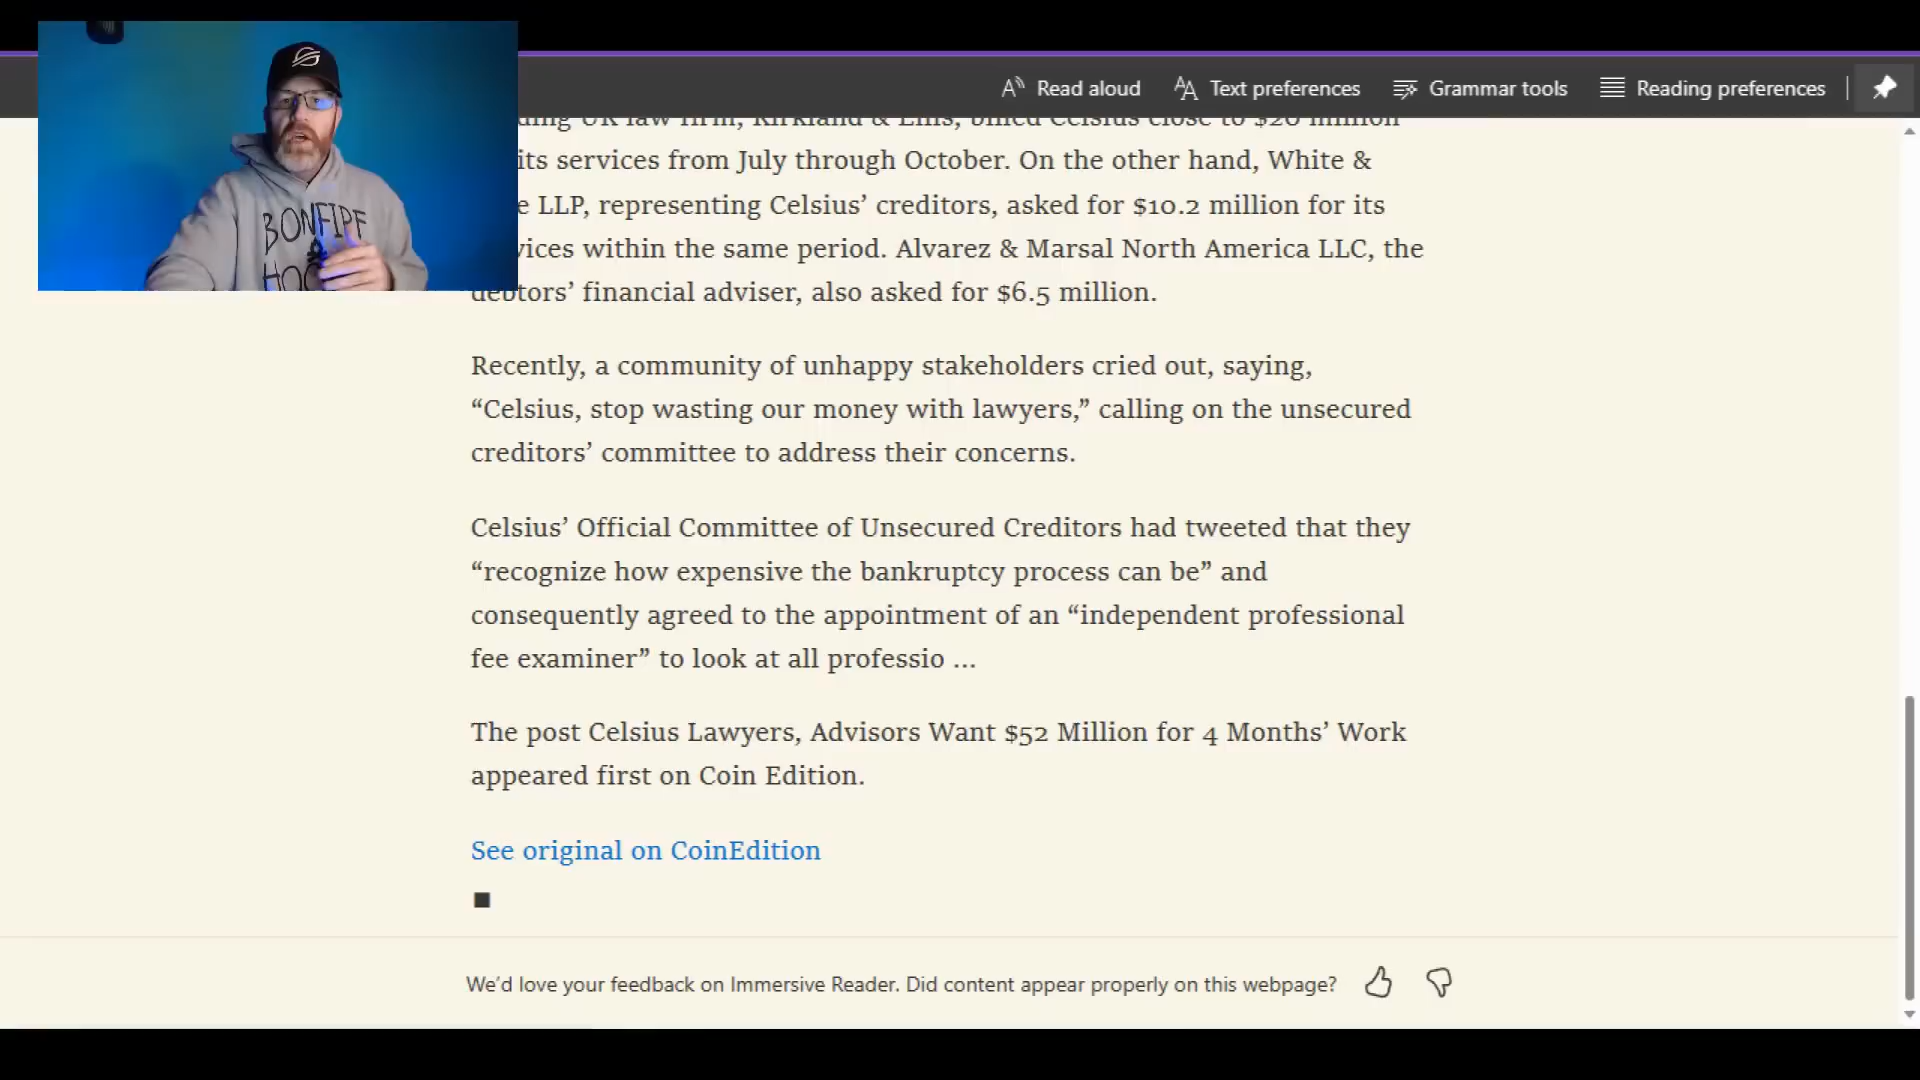 Read aloud
Text preferences
Grammar tools
Reading preferences
BONFIRE
UK law firm, Kirkland & Ellis, billed Celsius close to $20 million
its services from July through October. On the other hand, White &
LLP, representing Celsius’ creditors, asked for $10.2 million for its
within the same period. Alvarez & Marsal North America LLC, the
debtors’ financial adviser, also asked for $6.5 million.
Recently, a community of unhappy stakeholders cried out, saying,
“Celsius, stop wasting our money with lawyers,” calling on the unsecured
creditors’ committee to address their concerns.
Celsius’ Official Committee of Unsecured Creditors had tweeted that they
“recognize how expensive the bankruptcy process can be” and
consequently agreed to the appointment of an “independent professional
fee examiner” to look at all professio ...
The post Celsius Lawyers, Advisors Want $52 Million for 4 Months’ Work
appeared first on Coin Edition.
See original on CoinEdition
We’d love your feedback on Immersive Reader. Did content appear properly on this webpage?